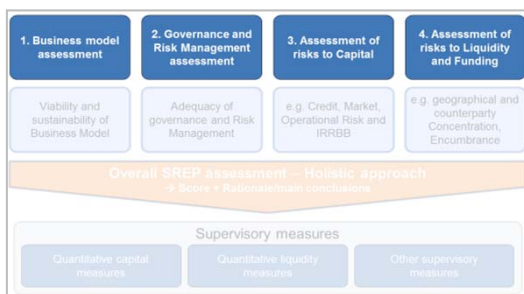 1. Business model
assessment
2. Governance and
Risk Management
assessment
3. Assessment of
risks to Capital
4. Assessment of
risks to Liquidity
and Funding
Viability and
sustainability of
Business Model
Adequacy of
governance and Risk
Management
e.g. Credit, Market,
Operational Risk and
IRRBB
e.g. geographical and
counterparty
Concentration,
Encumbrance
Overall SREP assessment – Holistic approach
→ Score + Rationale/main conclusions
Supervisory measures
Quantitative capital
measures
Quantitative liquidity
measures
Other supervisory
measures